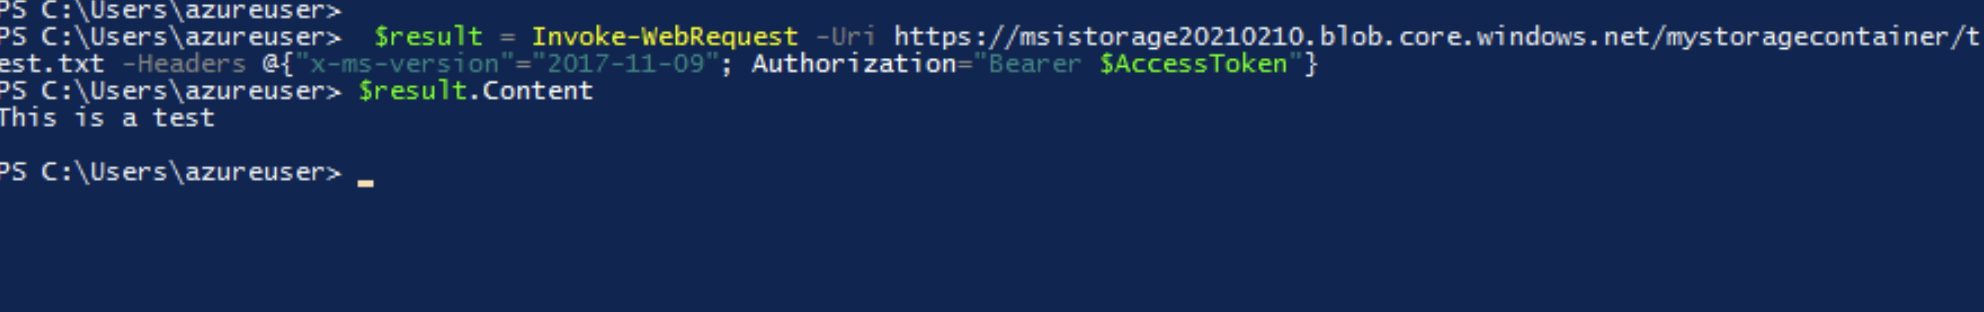 PS C:\Users\azureuser>
PS C:\Users\azureuser>  $result = Invoke-WebRequest -Uri https://msistorage20210210.blob.core.windows.net/mystoragecontainer/t
est.txt -Headers @{"x-ms-version"="2017-11-09"; Authorization="Bearer $AccessToken"}
PS C:\Users\azureuser> $result.Content
This is a test
PS C:\Users\azureuser>